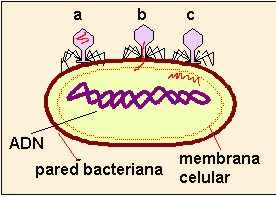 a b c
ADN
pared bacteriana
membrana
celular